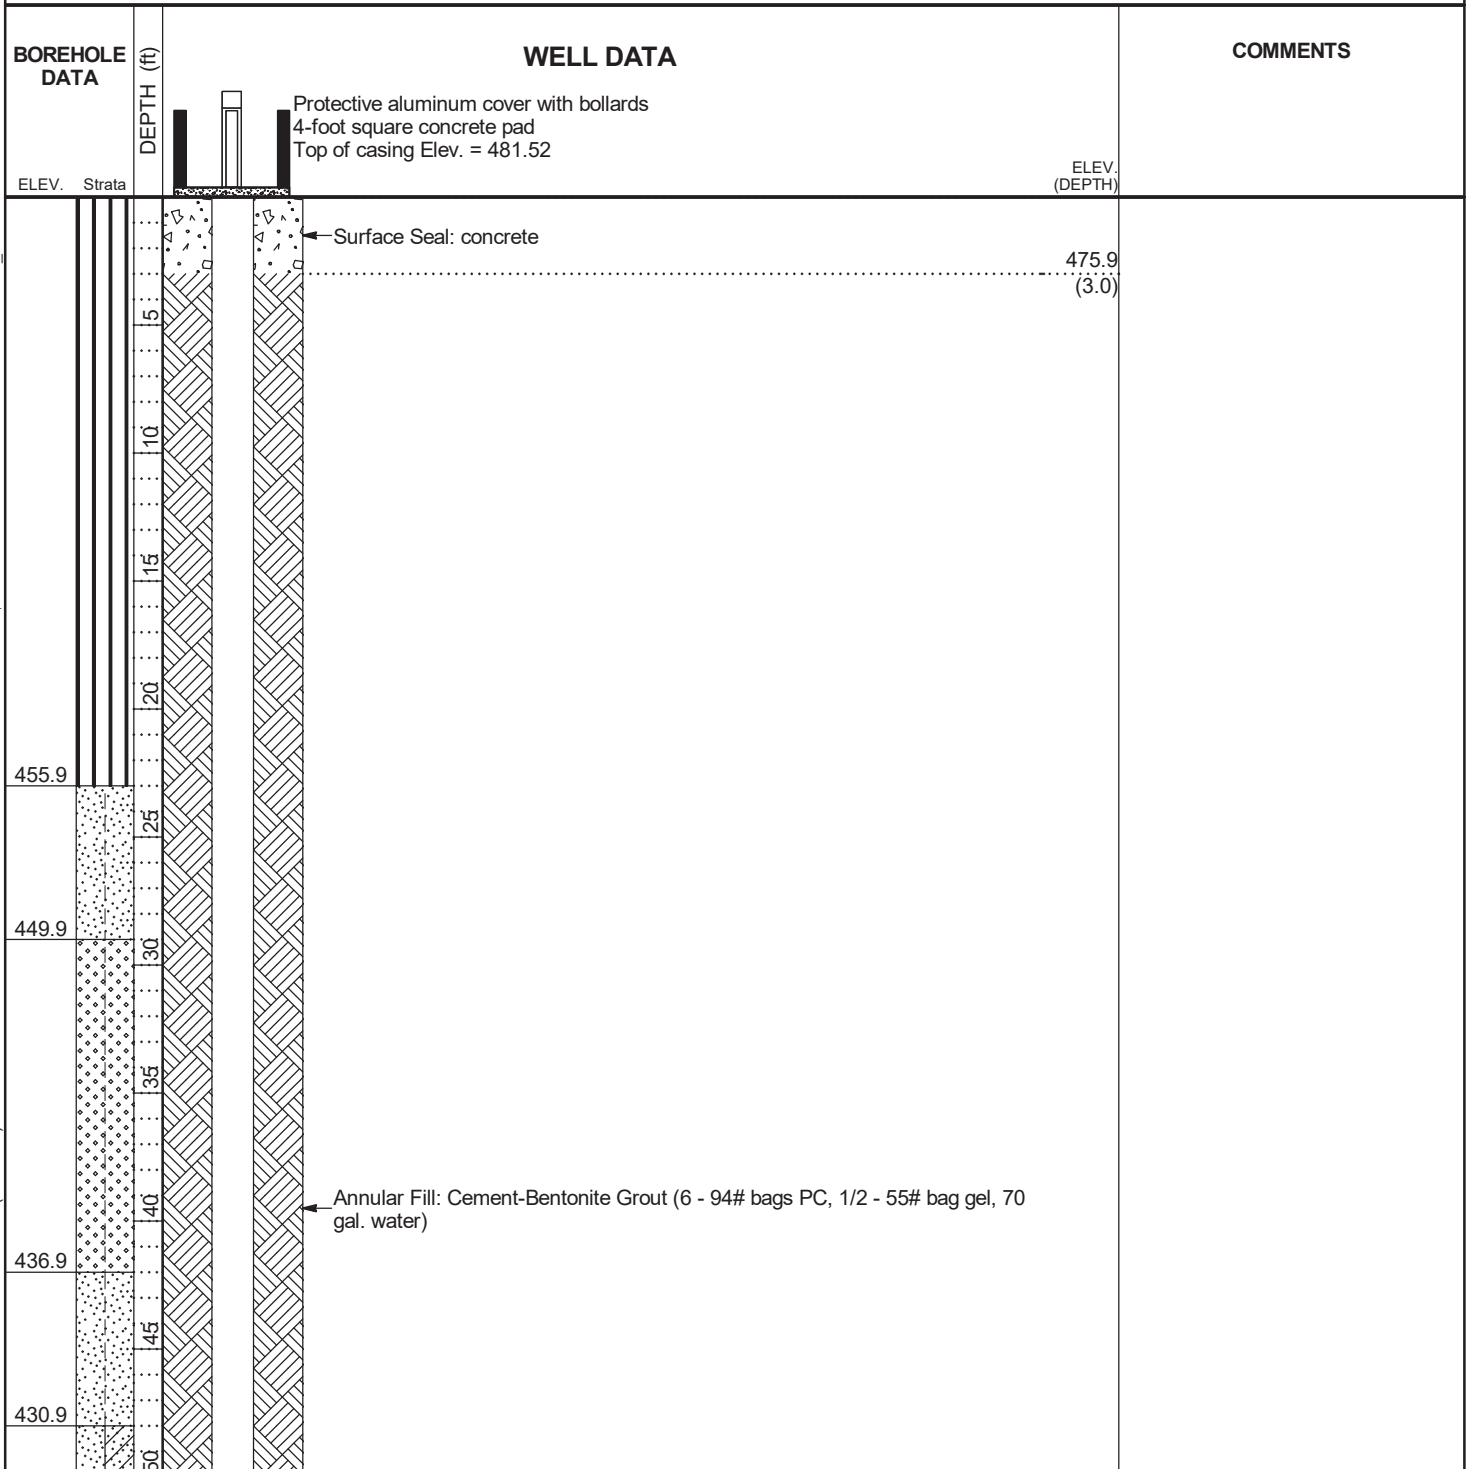 BOREHOLE
DATA
DEPTH (ft)
WELL DATA
COMMENTS
Protective aluminum cover with bollards
4-foot square concrete pad
Top of casing Elev. = 481.52
ELEV.
(DEPTH)
ELEV. Strata
Surface Seal: concrete
475.9
(3.0)
5
10
15
20
455.9
25
449.9
30
35
Annular Fill: Cement-Bentonite Grout (6 - 94# bags PC, 1/2 - 55# bag gel, 70
gal. water)
40
436.9
45
430.9
50